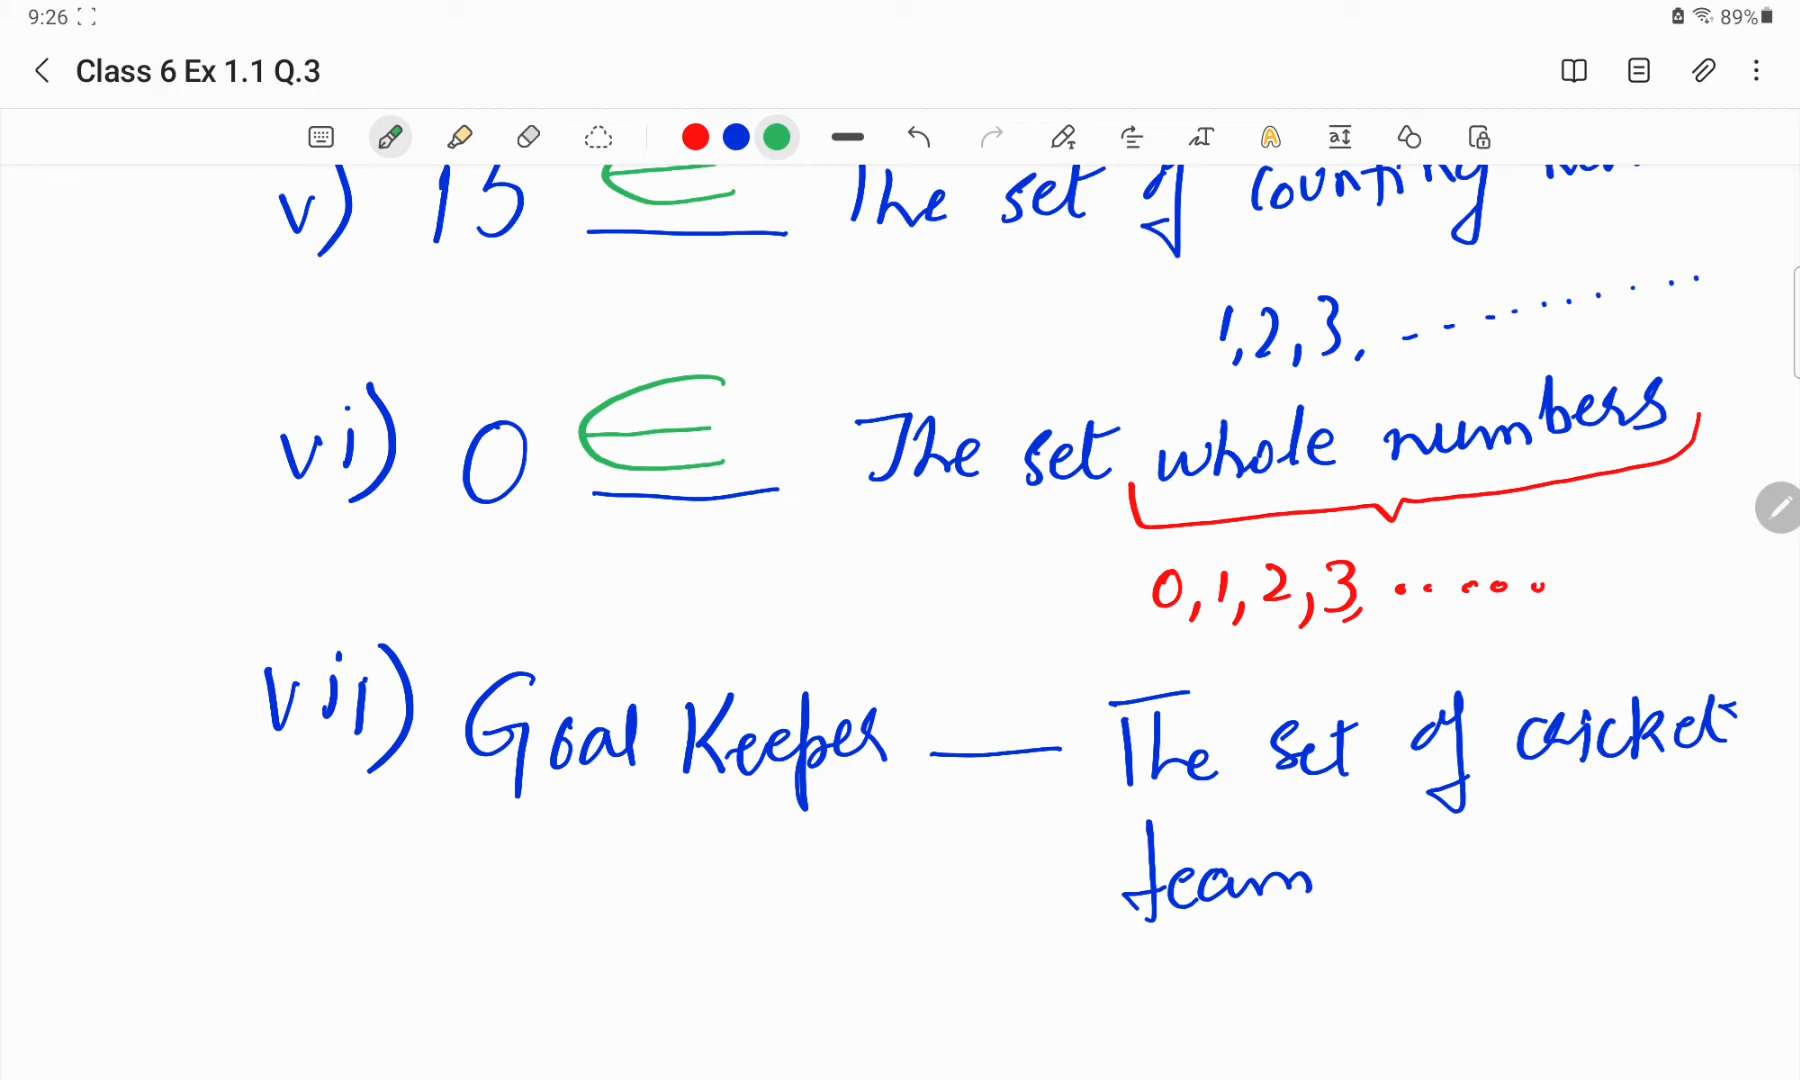 9:26 89%
Class 6 Ex 1.1 Q.3
v) 15 ∈ The set of counting
1, 2, 3, ...........
vi) 0 ∈ The set whole numbers
0, 1, 2, 3, ......
vii) Goal Keeper — The set of cricket
team